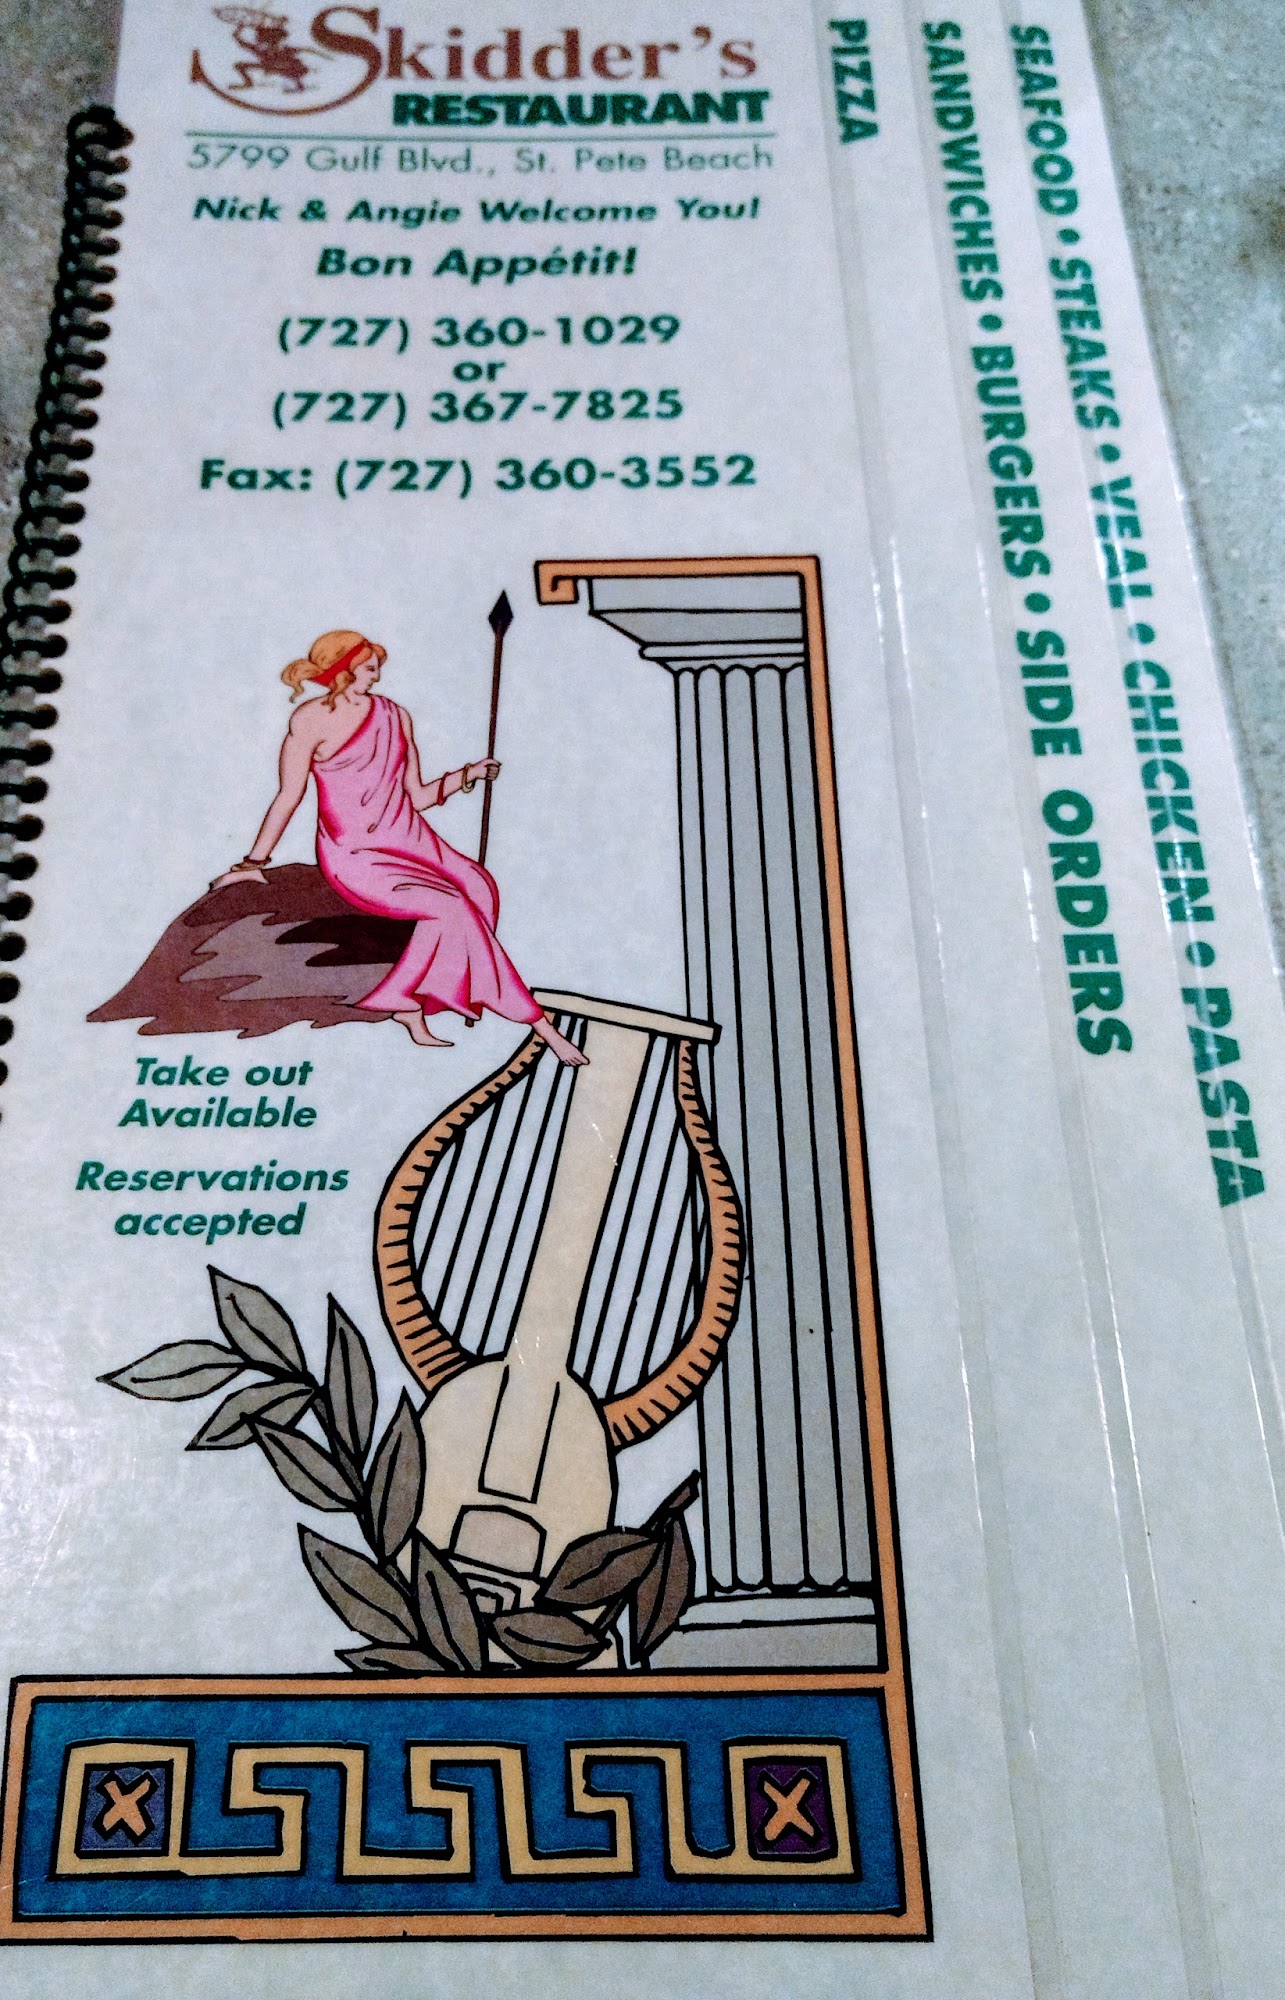 Skidder's
RESTAURANT
5799 Gulf Blvd., St. Pete Beach
Nick & Angie Welcome You!
Bon Appétit!
(727) 360-1029
or
(727) 367-7825
Fax: (727) 360-3552
Take out
Available
Reservations
accepted
PIZZA
SANDWICHES • BURGERS • SIDE ORDERS
SEAFOOD • STEAKS • VEAL • CHICKEN • PASTA